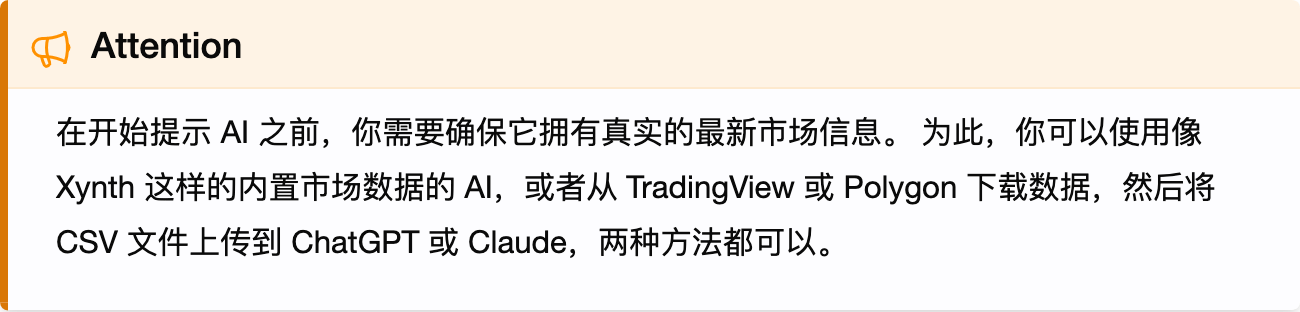 Attention
在开始提示 AI 之前，你需要确保它拥有真实的最新市场信息。 为此，你可以使用像
Xynth 这样的内置市场数据的 AI，或者从 TradingView 或 Polygon 下载数据，然后将
CSV 文件上传到 ChatGPT 或 Claude，两种方法都可以。